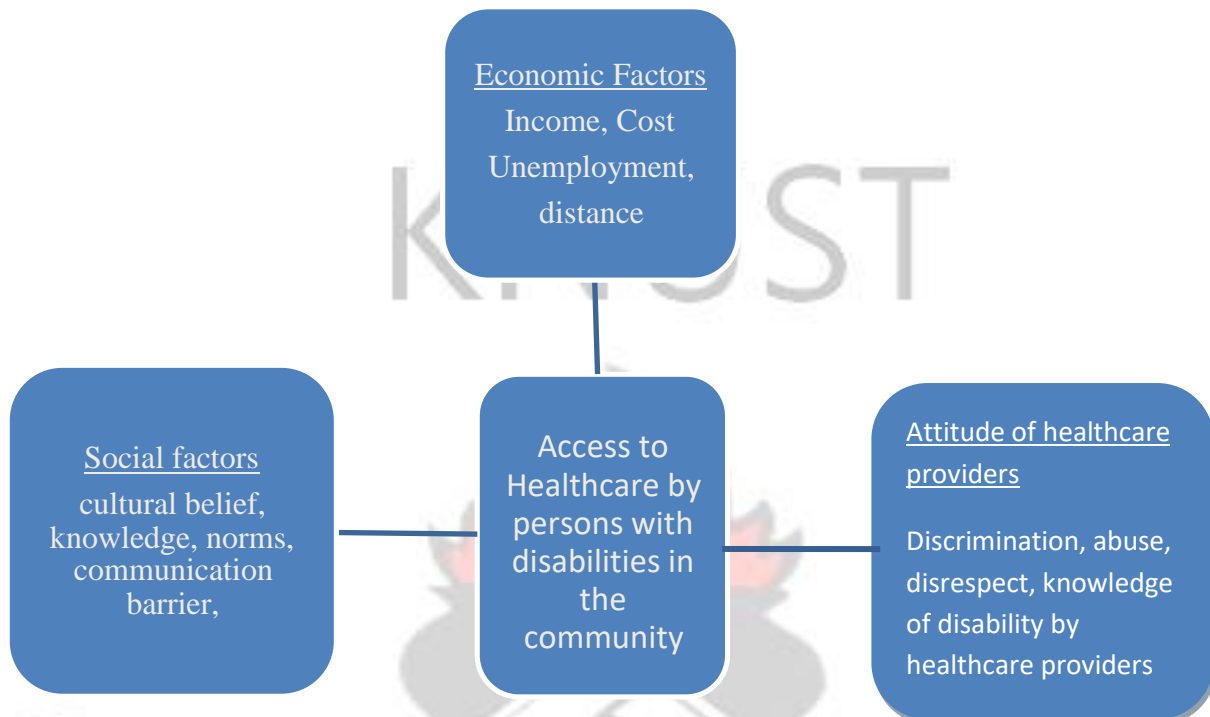 Economic Factors
Income, Cost
Unemployment,
distance
KNUST
Social factors
cultural belief,
knowledge, norms,
communication
barrier,
Access to
Healthcare by
persons with
disabilities in
the
community
Attitude of healthcare
providers
Discrimination, abuse,
disrespect, knowledge
of disability by
healthcare providers